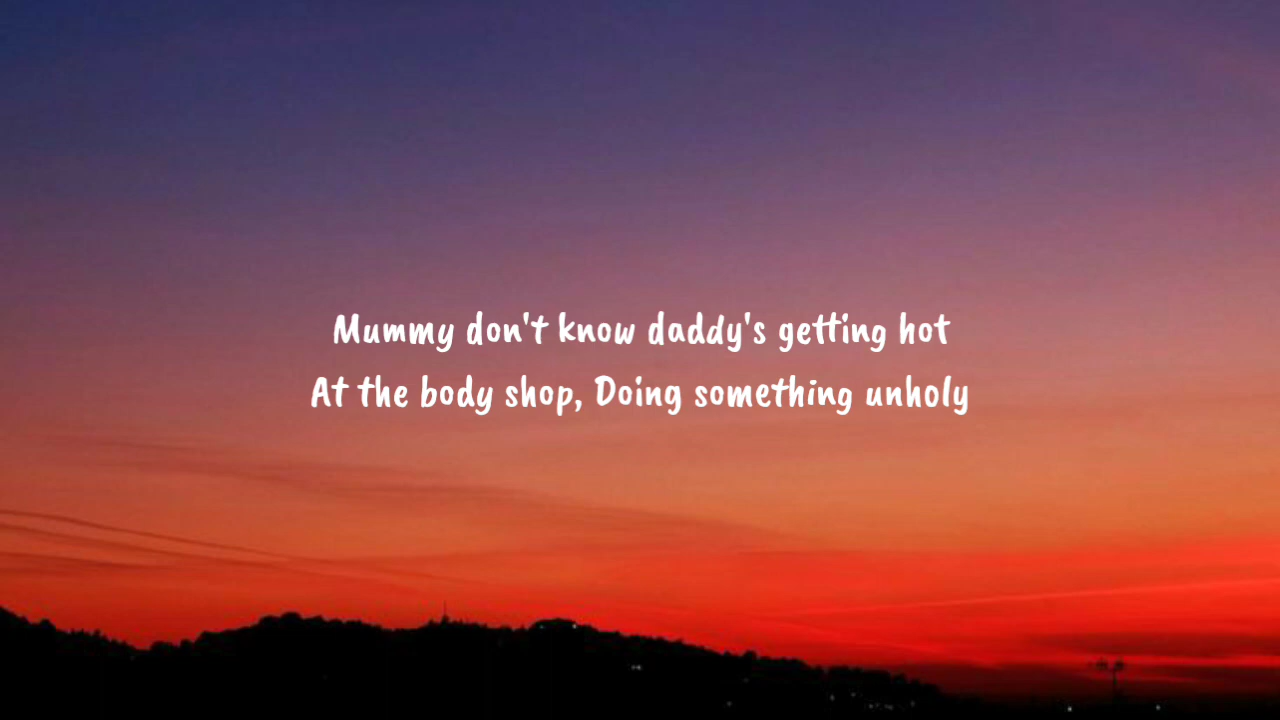 Mummy don't know daddy's getting hot
At the body shop, Doing something unholy